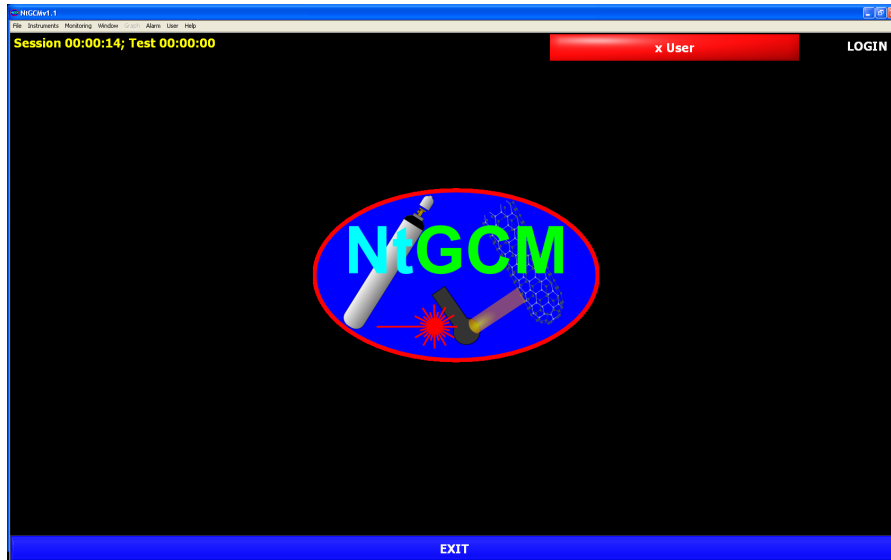 NtGCMv1.1
File Instruments Monitoring Window Graph Alarm User Help
Session 00:00:14; Test 00:00:00
x User
LOGIN
NtGCM
EXIT